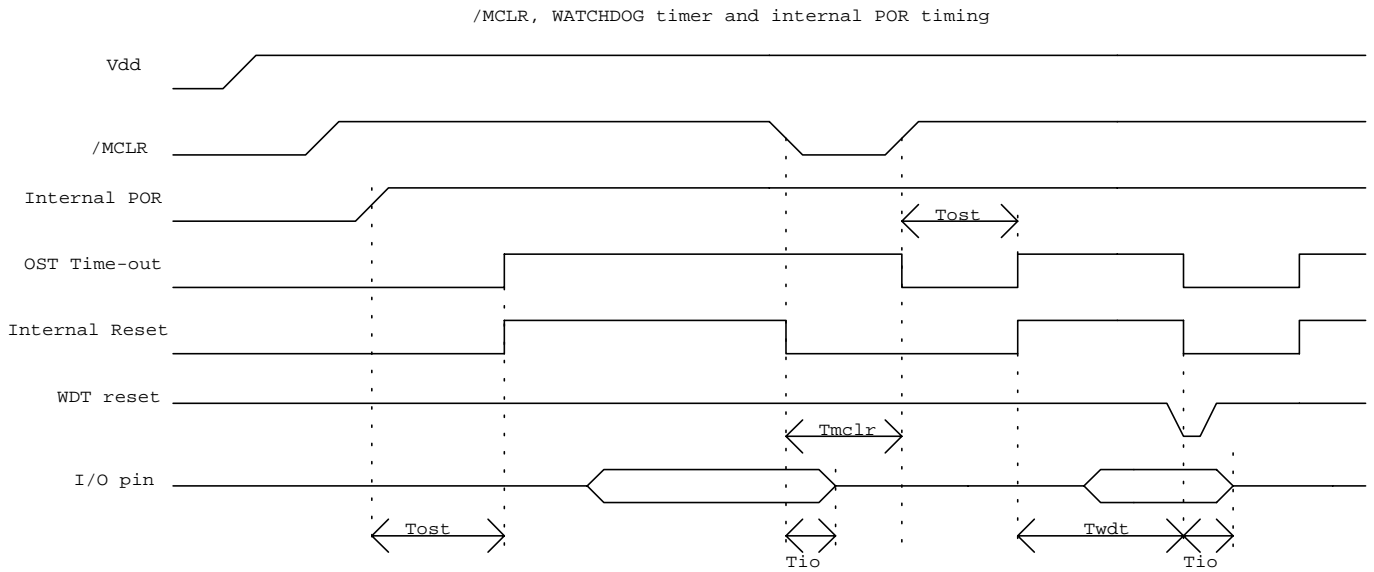 /MCLR, WATCHDOG timer and internal POR timing
Vdd
/MCLR
Internal POR
Tost
OST Time-out
Internal Reset
WDT reset
Tmclr
I/O pin
Tost
Twdt
Tio
Tio